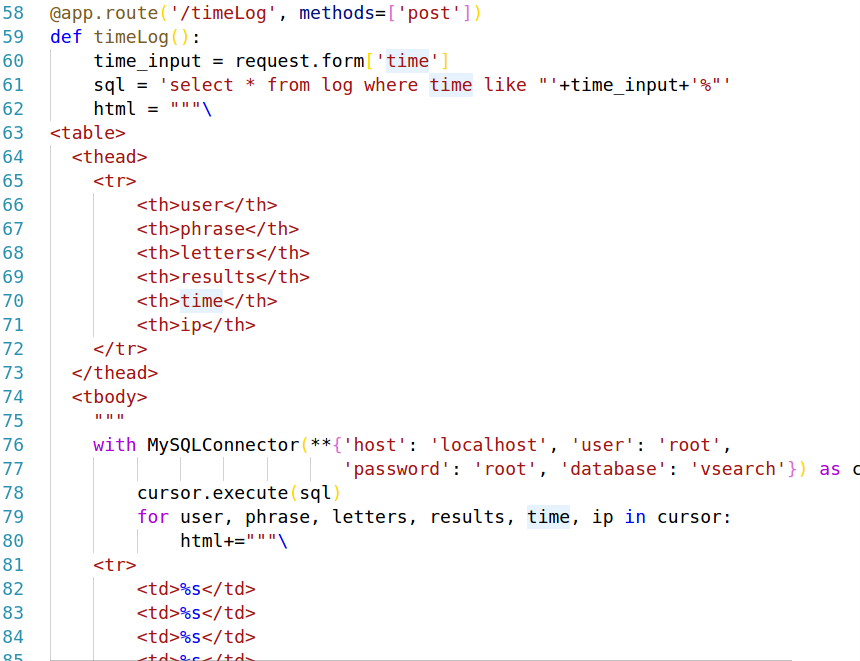 58 @app.route('/timeLog', methods=['post'])
59 def timeLog():
60 time_input = request.form['time']
61 sql = 'select * from log where time like "'+time_input+'%"'
62 html = """\
63 <table>
64 <thead>
65 <tr>
66 <th>user</th>
67 <th>phrase</th>
68 <th>letters</th>
69 <th>results</th>
70 <th>time</th>
71 <th>ip</th>
72 </tr>
73 </thead>
74 <tbody>
75 """
76 with MySQLConnector(**{'host': 'localhost', 'user': 'root',
77 'password': 'root', 'database': 'vsearch'}) as c
78 cursor.execute(sql)
79 for user, phrase, letters, results, time, ip in cursor:
80 html+="""\
81 <tr>
82 <td>%s</td>
83 <td>%s</td>
84 <td>%s</td>
85 <td>%s</td>